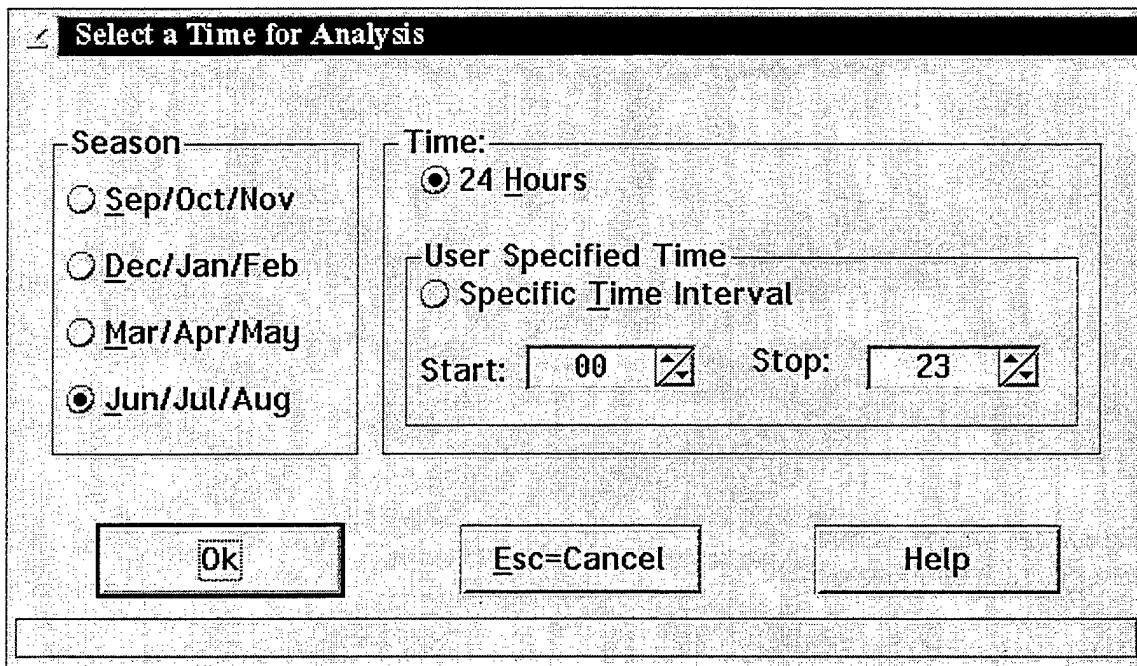 Select a Time for Analysis
Season
Sep/Oct/Nov
Dec/Jan/Feb
Mar/Apr/May
Jun/Jul/Aug
Time:
24 Hours
User Specified Time
Specific Time Interval
Start: 00 Stop: 23
Ok Esc=Cancel Help